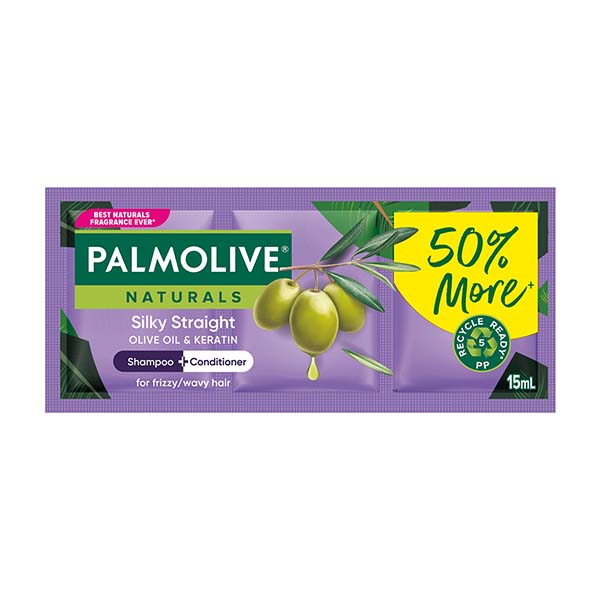 BEST NATURALS
FRAGRANCE EVER*
PALMOLIVE®
NATURALS
Silky Straight
OLIVE OIL & KERATIN
Shampoo + Conditioner
for frizzy/wavy hair
50%
More+
RECYCLE READY
5
PP
15mL